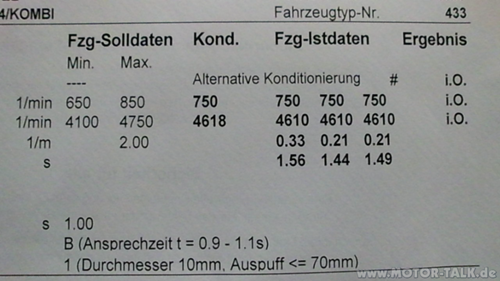 4/KOMBI Fahrzeugtyp-Nr. 433
Fzg-Solldaten Kond. Fzg-Istdaten Ergebnis
Min. Max.
---- Alternative Konditionierung # i.O.
1/min 650 850 750 750 750 750 i.O.
1/min 4100 4750 4618 4610 4610 4610 i.O.
1/m 2.00 0.33 0.21 0.21
s 1.56 1.44 1.49
s 1.00
B (Ansprechzeit t = 0.9 - 1.1s)
1 (Durchmesser 10mm, Auspuff <= 70mm)
www.MOTOR-TALK.de